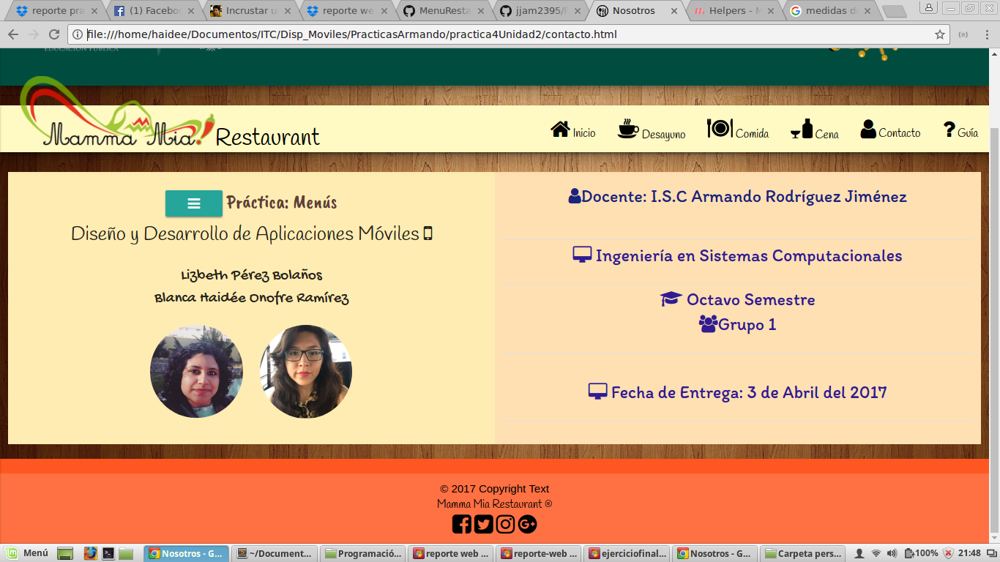 reporte pra
(1) Facebo
Incrustar u
reporte we
MenuResta
jjam2395/
Nosotros
Helpers - M
medidas d
file:///home/haidee/Documentos/ITC/Disp_Moviles/PracticasArmando/practica4Unidad2/contacto.html
EDUCACIÓN PÚBLICA
Mamma Mia! Restaurant
Inicio
Desayuno
Comida
Cena
Contacto
? Guía
Práctica: Menús
Diseño y Desarrollo de Aplicaciones Móviles
Lizbeth Pérez Bolaños
Blanca Haidée Onofre Ramírez
Docente: I.S.C Armando Rodríguez Jiménez
Ingeniería en Sistemas Computacionales
Octavo Semestre
Grupo 1
Fecha de Entrega: 3 de Abril del 2017
© 2017 Copyright Text
Mamma Mia Restaurant ®
Menú
Nosotros - G...
~/Document...
Programació...
reporte web ...
reporte-web ...
ejerciciofinal...
Nosotros - G...
Carpeta pers...
100%
21:48